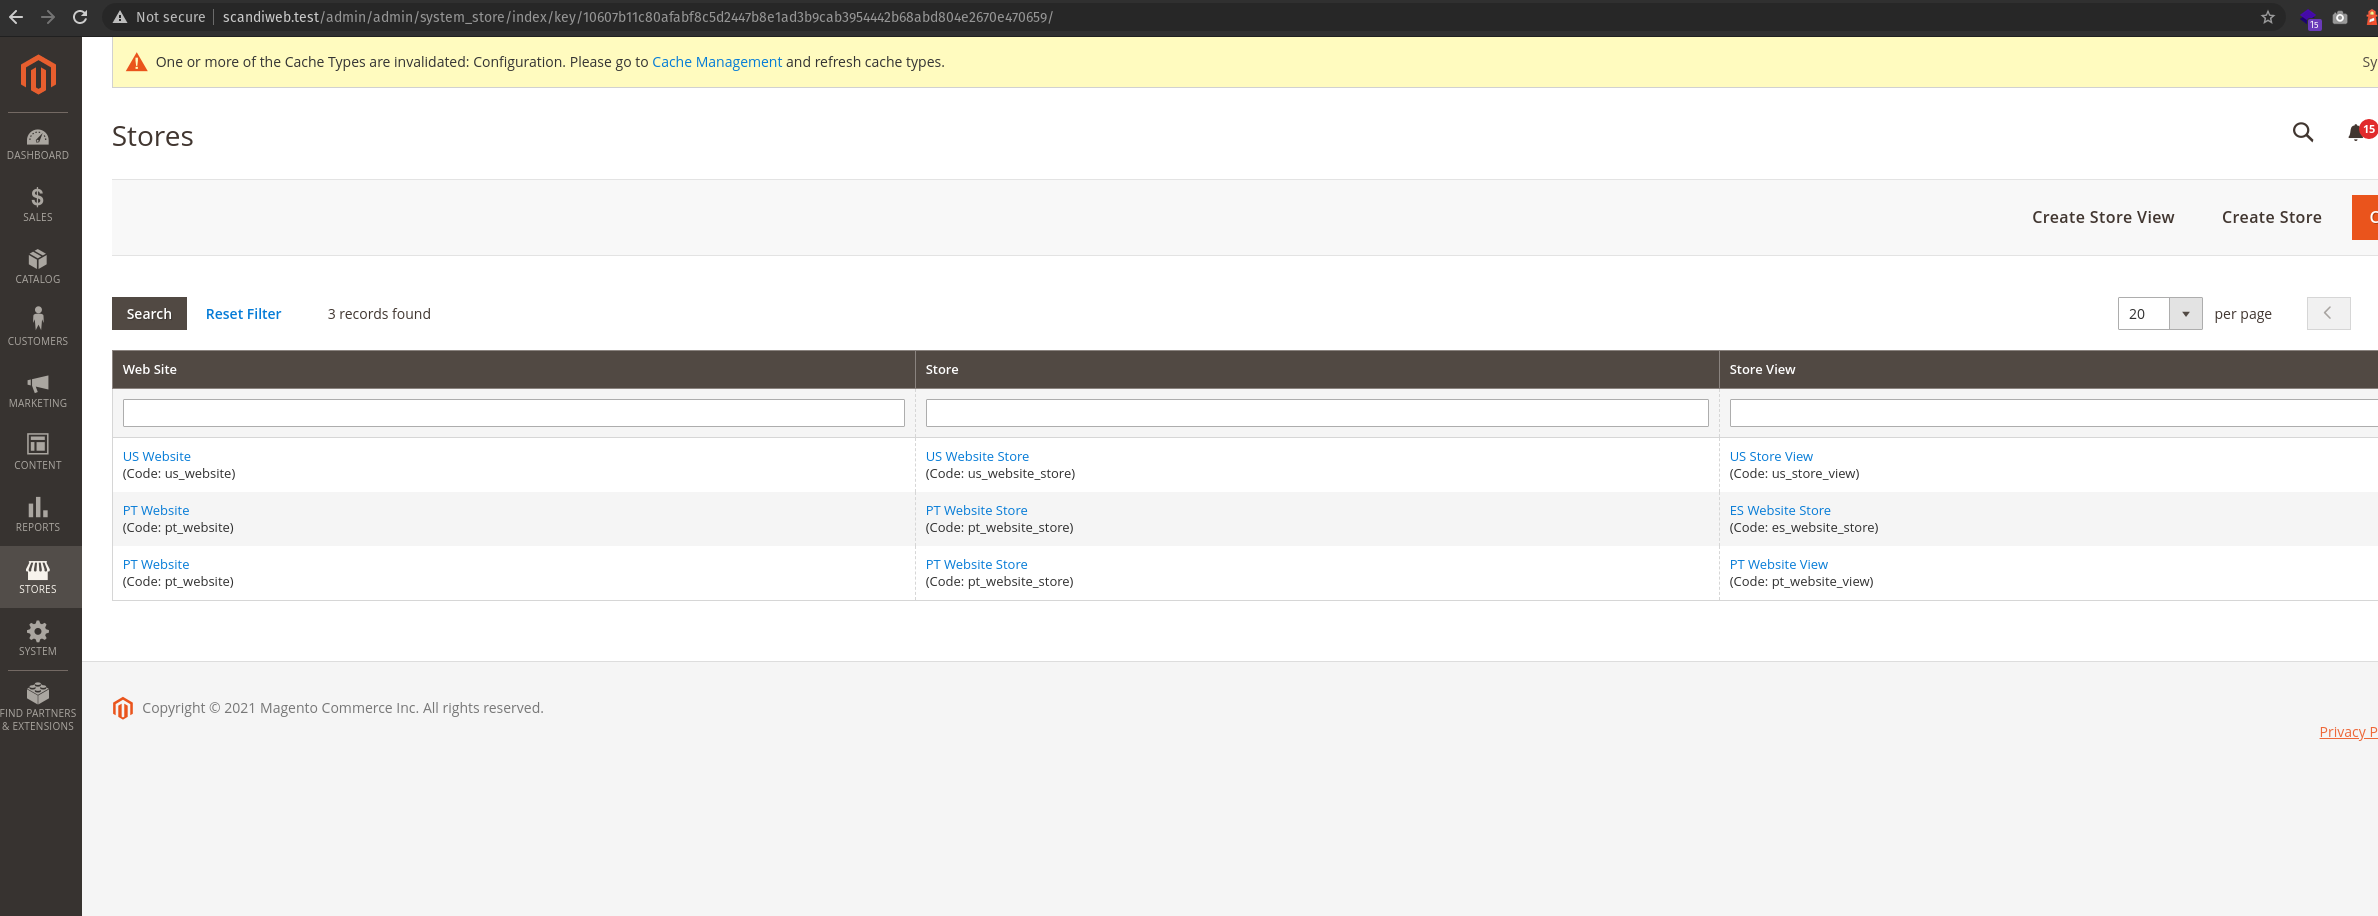 Not secure | scandiweb.test/admin/admin/system_store/index/key/10607b11c80afabf8c5d2447b8e1ad3b9cab3954442b68abd804e2670e470659/
15
One or more of the Cache Types are invalidated: Configuration. Please go to Cache Management and refresh cache types.
Sy
Stores
15
Create Store View
Create Store
Search
Reset Filter
3 records found
20
per page
Web Site
Store
Store View
US Website
(Code: us_website)
US Website Store
(Code: us_website_store)
US Store View
(Code: us_store_view)
PT Website
(Code: pt_website)
PT Website Store
(Code: pt_website_store)
ES Website Store
(Code: es_website_store)
PT Website
(Code: pt_website)
PT Website Store
(Code: pt_website_store)
PT Website View
(Code: pt_website_view)
DASHBOARD
SALES
CATALOG
CUSTOMERS
MARKETING
CONTENT
REPORTS
STORES
SYSTEM
FIND PARTNERS
& EXTENSIONS
Copyright © 2021 Magento Commerce Inc. All rights reserved.
Privacy P